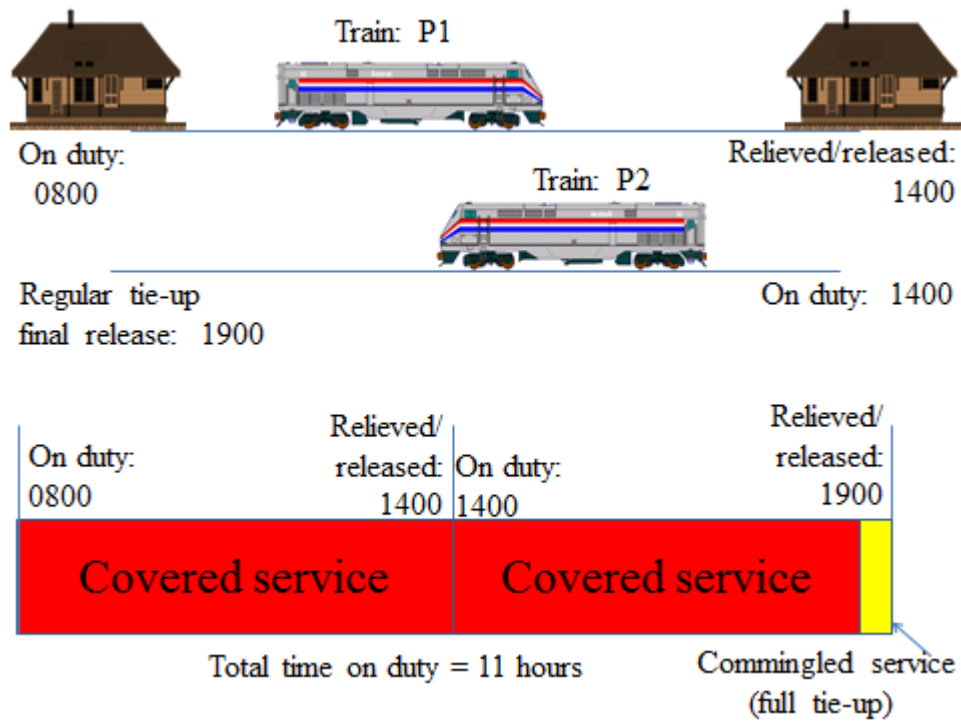 Train: P1
On duty:
0800
Relieved/released:
1400
Train: P2
Regular tie-up
final release: 1900
On duty: 1400
On duty:
0800
Relieved/
released:
1400
On duty:
1400
Relieved/
released:
1900
Covered service
Covered service
Total time on duty = 11 hours
Commingled service
(full tie-up)